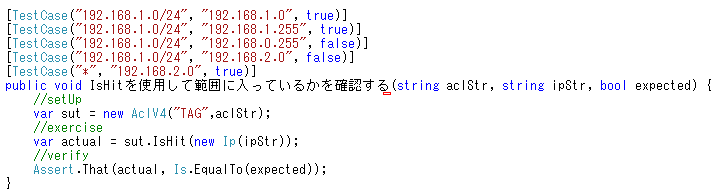 [TestCase("192.168.1.0/24", "192.168.1.0", true)]
[TestCase("192.168.1.0/24", "192.168.1.255", true)]
[TestCase("192.168.1.0/24", "192.168.0.255", false)]
[TestCase("192.168.1.0/24", "192.168.2.0", false)]
[TestCase("*", "192.168.2.0", true)]
public void IsHitを使用して範囲に入っているかを確認する(string aclStr, string ipStr, bool expected) {
//setUp
var sut = new AclV4("TAG",aclStr);
//exercise
var actual = sut.IsHit(new Ip(ipStr));
//verify
Assert.That(actual, Is.EqualTo(expected));
}